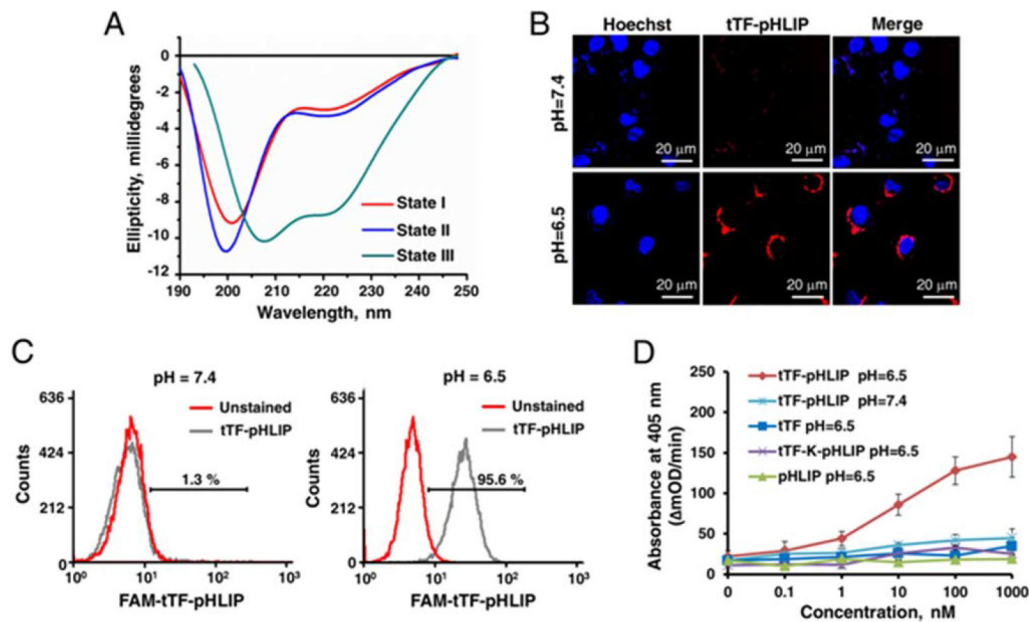 A
0
-2
-4
-6
-8
-10
-12
Ellipticity, millidegrees
State I
State II
State III
190 200 210 220 230 240 250
Wavelength, nm
B
Hoechst tTF-pHLIP Merge
pH=7.4
20 µm 20 µm 20 µm
pH=6.5
20 µm 20 µm 20 µm
C
pH = 7.4
636
424
212
0
Counts
Unstained
tTF-pHLIP
1.3 %
10⁰ 10¹ 10² 10³
FAM-tTF-pHLIP
pH = 6.5
636
424
212
0
Counts
Unstained
tTF-pHLIP
95.6 %
10⁰ 10¹ 10² 10³
FAM-tTF-pHLIP
D
250
200
150
100
50
0
Absorbance at 405 nm
(ΔmOD/min)
tTF-pHLIP pH=6.5
tTF-pHLIP pH=7.4
tTF pH=6.5
tTF-K-pHLIP pH=6.5
pHLIP pH=6.5
0 0.1 1 10 100 1000
Concentration, nM